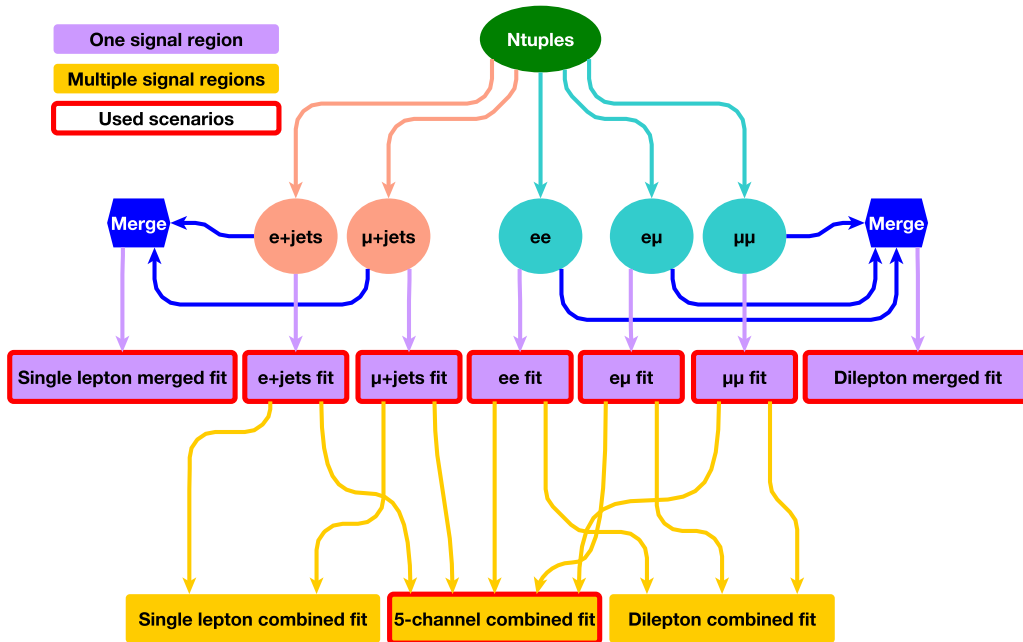 Ntuples
One signal region
Multiple signal regions
Used scenarios
Merge
e+jets
μ+jets
ee
eμ
μμ
Merge
Single lepton merged fit
e+jets fit
μ+jets fit
ee fit
eμ fit
μμ fit
Dilepton merged fit
Single lepton combined fit
5-channel combined fit
Dilepton combined fit